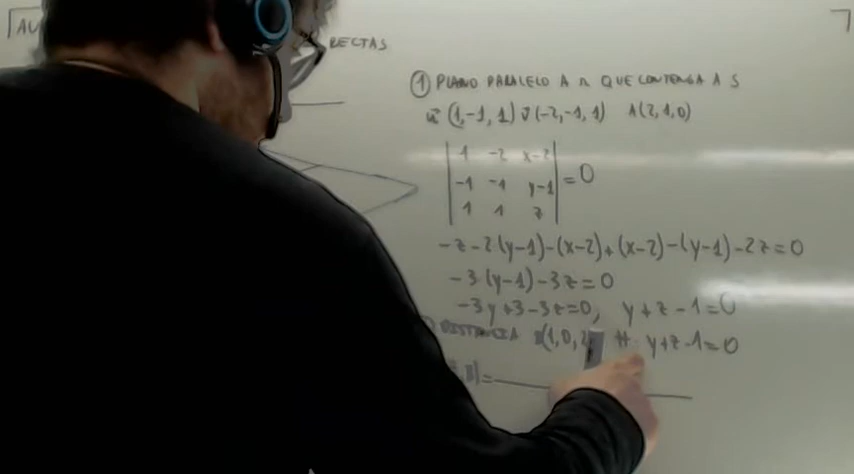 RECTAS
① PLANO PARALELO A r QUE CONTENGA A S
u⃗ (1,-1,1) v⃗ (-2,-1,1) A(2,1,0)
| 1 -2 x-2 |
| -1 -1 y-1 | = 0
| 1 1 z |
-z-2(y-1)-(x-2)+(x-2)-(y-1)-2z=0
-3(y-1)-3z=0
-3y+3-3z=0, y+z-1=0
DISTANCIA B(1,0,2 π: y+z-1=0
B)=